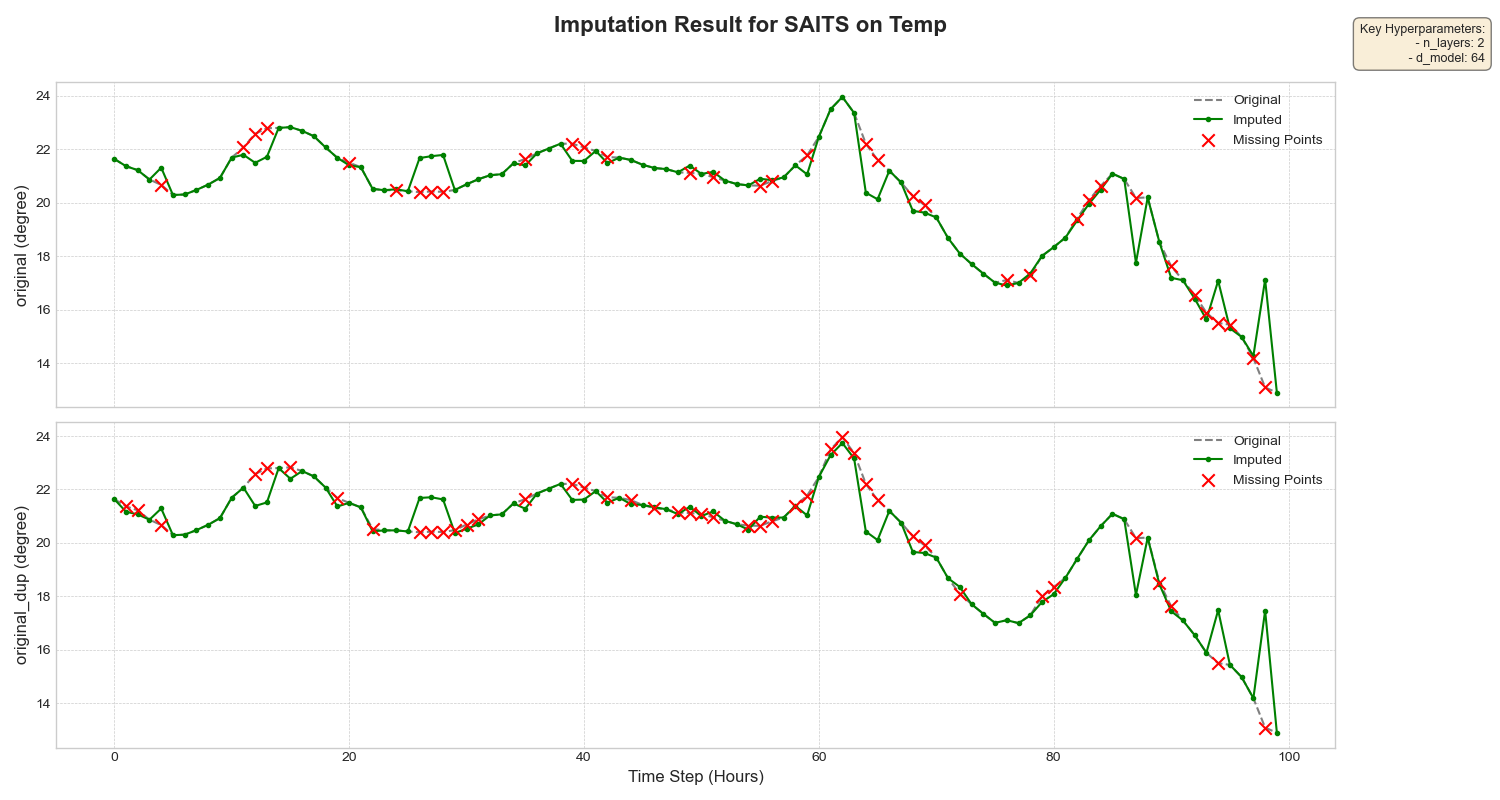 Imputation Result for SAITS on Temp
Key Hyperparameters:
- n_layers: 2
- d_model: 64
original (degree)
24
22
20
18
16
14
Original
Imputed
Missing Points
original_dup (degree)
24
22
20
18
16
14
Original
Imputed
Missing Points
0 20 40 60 80 100
Time Step (Hours)